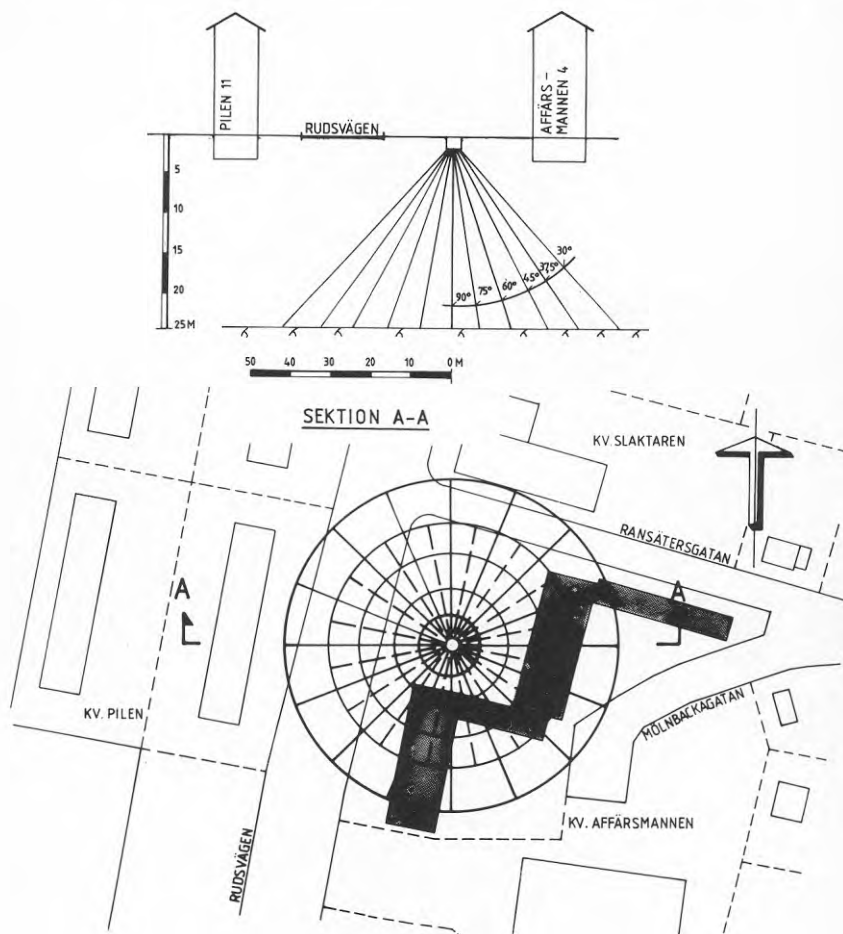 PILEN 11
RUDSVÄGEN
AFFÄRS-
MANNEN 4
5
10
15
20
25 M
90° 75° 60° 45° 37,5° 30°
50 40 30 20 10 0 M
SEKTION A-A
KV. SLAKTAREN
RANSÄTERSGATAN
A
A
KV. PILEN
MÖLNBACKAGATAN
KV. AFFÄRSMANNEN
RUDSVÄGEN